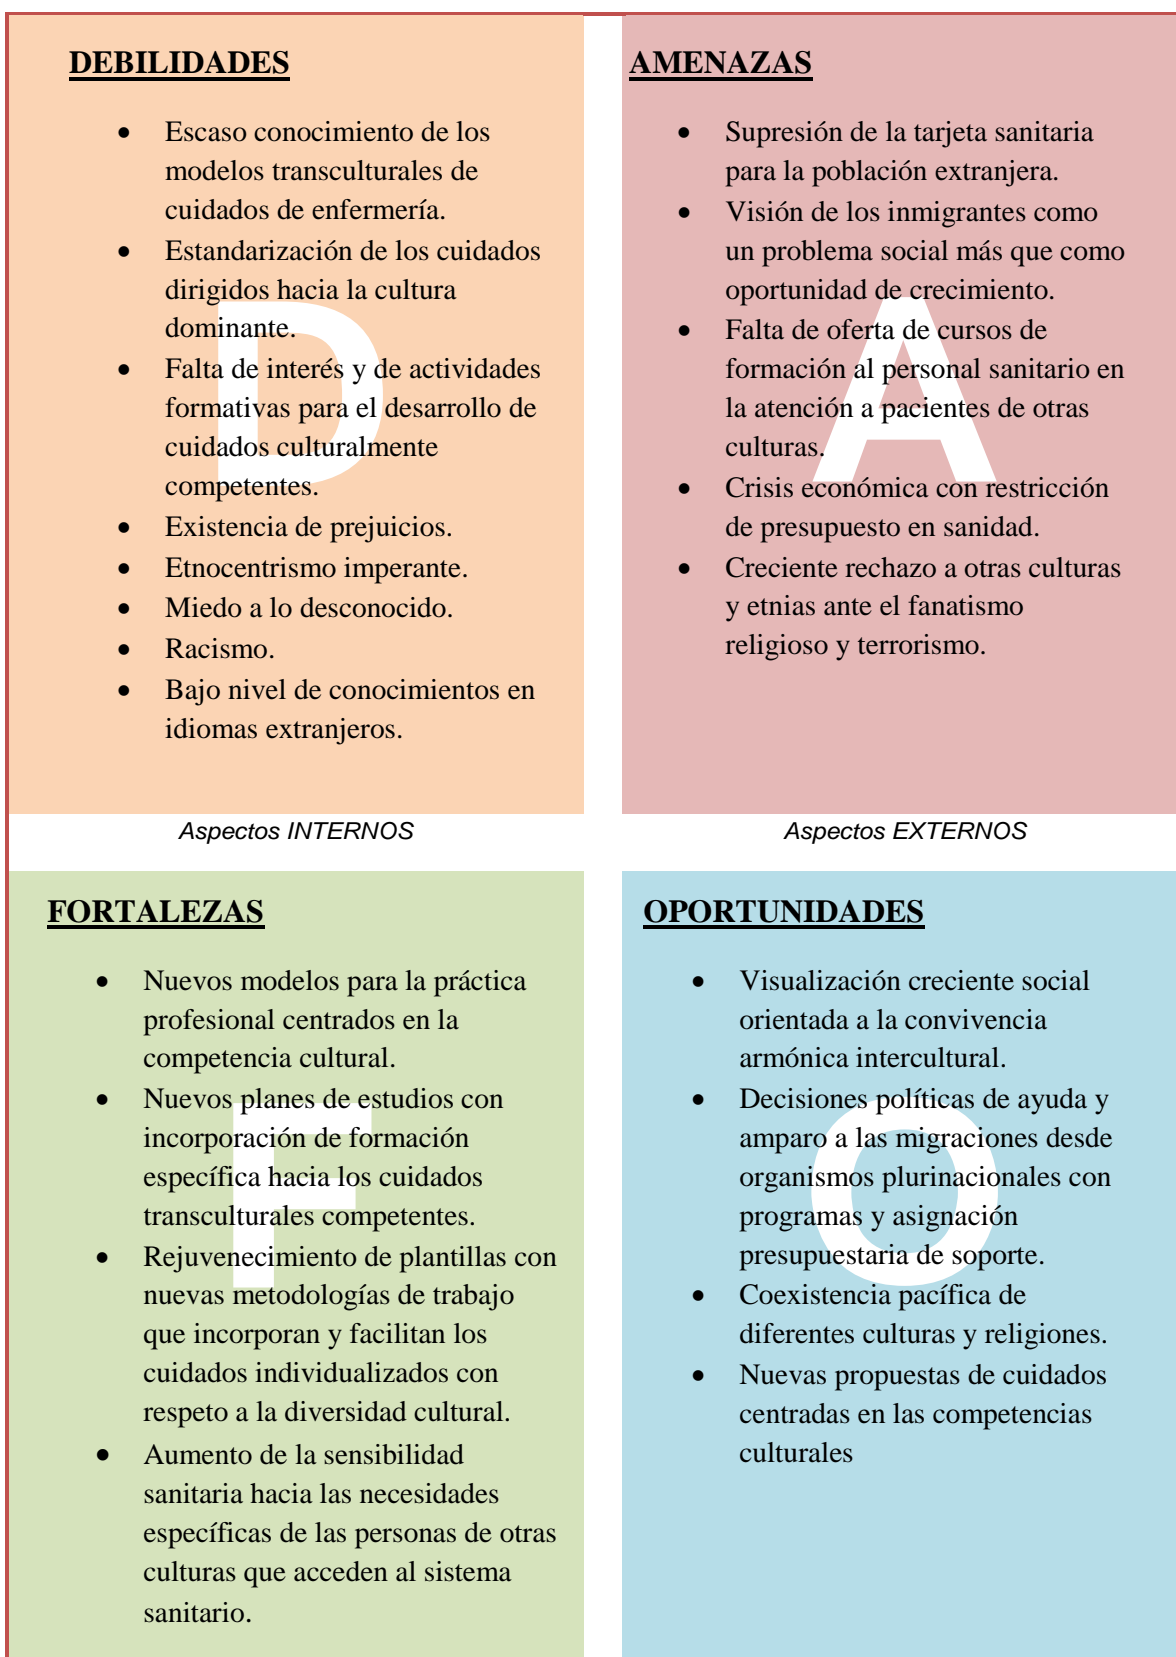 DEBILIDADES
• Escaso conocimiento de los
modelos transculturales de
cuidados de enfermería.
• Estandarización de los cuidados
dirigidos hacia la cultura
dominante.
• Falta de interés y de actividades
formativas para el desarrollo de
cuidados culturalmente
competentes.
• Existencia de prejuicios.
• Etnocentrismo imperante.
• Miedo a lo desconocido.
• Racismo.
• Bajo nivel de conocimientos en
idiomas extranjeros.
D
AMENAZAS
• Supresión de la tarjeta sanitaria
para la población extranjera.
• Visión de los inmigrantes como
un problema social más que como
oportunidad de crecimiento.
• Falta de oferta de cursos de
formación al personal sanitario en
la atención a pacientes de otras
culturas.
• Crisis económica con restricción
de presupuesto en sanidad.
• Creciente rechazo a otras culturas
y etnias ante el fanatismo
religioso y terrorismo.
A
Aspectos INTERNOS
Aspectos EXTERNOS
FORTALEZAS
• Nuevos modelos para la práctica
profesional centrados en la
competencia cultural.
• Nuevos planes de estudios con
incorporación de formación
específica hacia los cuidados
transculturales competentes.
• Rejuvenecimiento de plantillas con
nuevas metodologías de trabajo
que incorporan y facilitan los
cuidados individualizados con
respeto a la diversidad cultural.
• Aumento de la sensibilidad
sanitaria hacia las necesidades
específicas de las personas de otras
culturas que acceden al sistema
sanitario.
F
OPORTUNIDADES
• Visualización creciente social
orientada a la convivencia
armónica intercultural.
• Decisiones políticas de ayuda y
amparo a las migraciones desde
organismos plurinacionales con
programas y asignación
presupuestaria de soporte.
• Coexistencia pacífica de
diferentes culturas y religiones.
• Nuevas propuestas de cuidados
centradas en las competencias
culturales
O